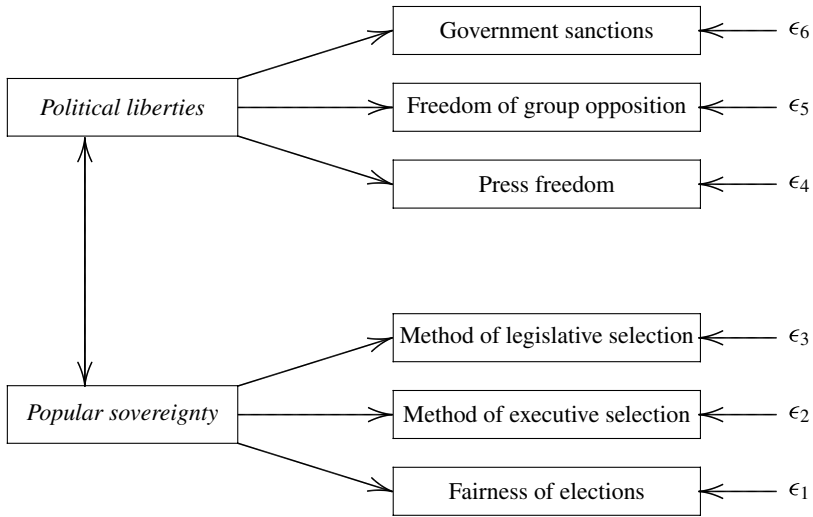 Government sanctions ϵ6
Political liberties
Freedom of group opposition ϵ5
Press freedom ϵ4
Method of legislative selection ϵ3
Popular sovereignty
Method of executive selection ϵ2
Fairness of elections ϵ1